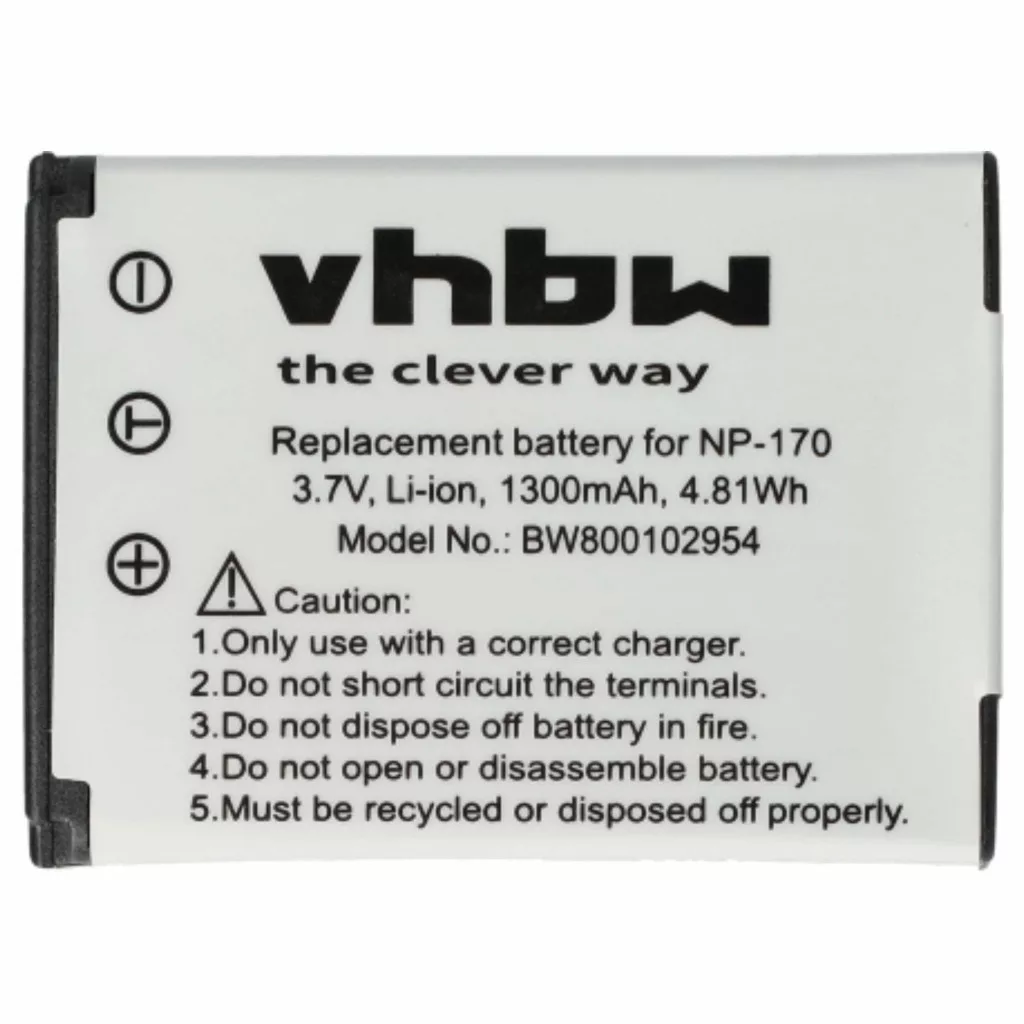 vhbw
the clever way
Replacement battery for NP-170
3.7V, Li-ion, 1300mAh, 4.81Wh
Model No.: BW800102954
Caution:
1.Only use with a correct charger.
2.Do not short circuit the terminals.
3.Do not dispose off battery in fire.
4.Do not open or disassemble battery.
5.Must be recycled or disposed off properly.